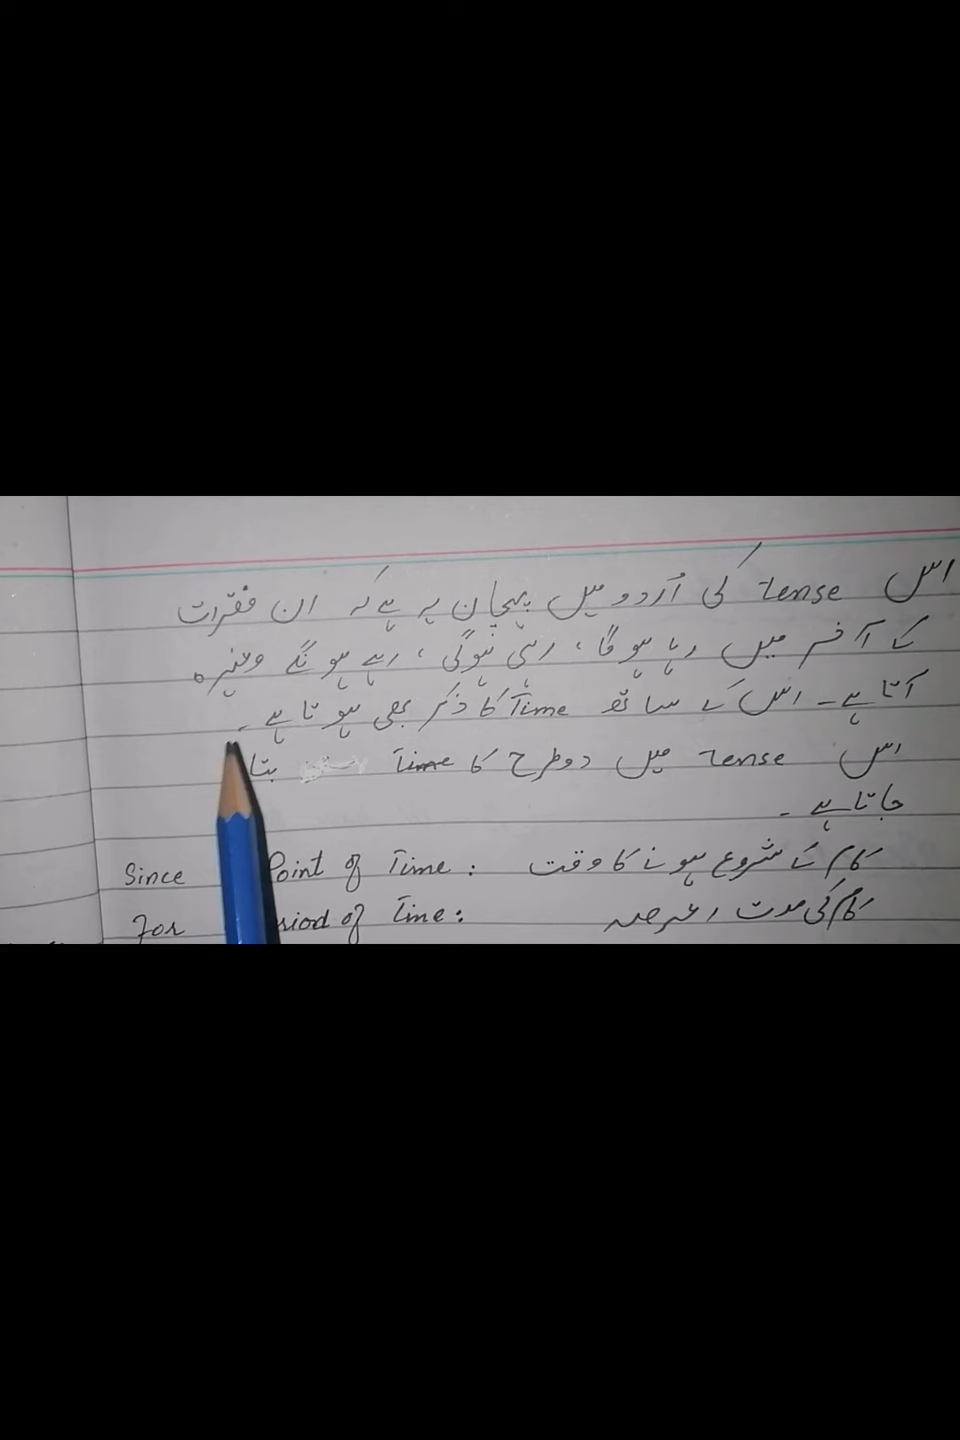 اس Tense کی اُردو میں پہچان یہ ہے کہ ان فقرات
کے آخر میں رہا ہو گا، رہی ہوگی، رہے ہونگے وغیرہ
آتا ہے۔ اس کے ساتھ Time کا ذکر بھی ہوتا ہے۔
اس Tense میں دو طرح کا Time بتا
جاتا ہے۔
Since Point of Time: کام کے شروع ہونے کا وقت
For of Time: کام کی مدت / عرصہ